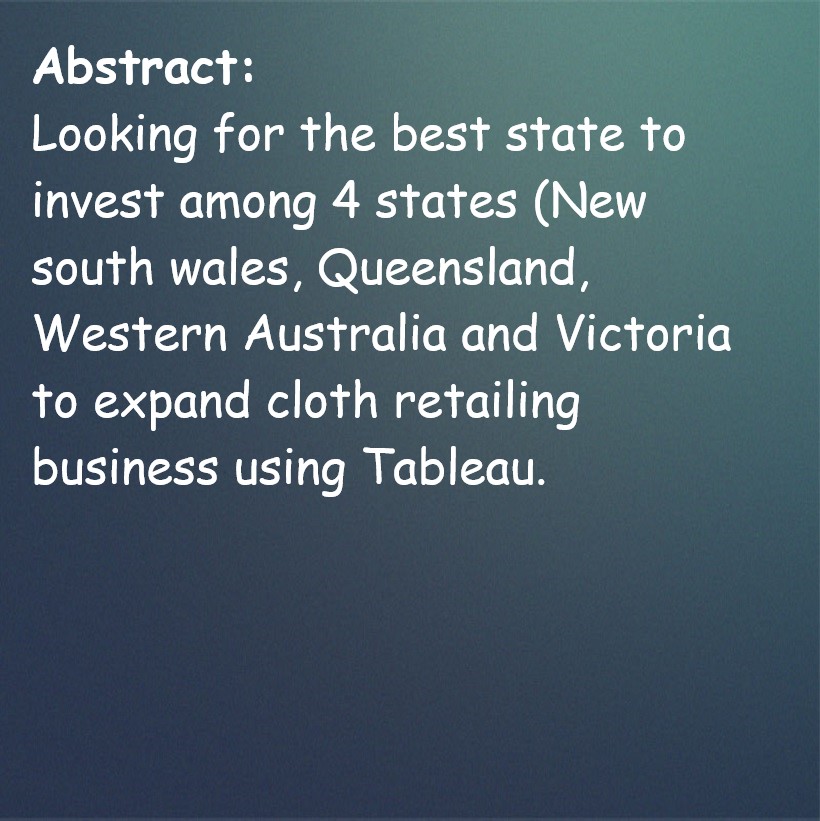 Abstract:
Looking for the best state to
invest among 4 states (New
south wales, Queensland,
Western Australia and Victoria
to expand cloth retailing
business using Tableau.